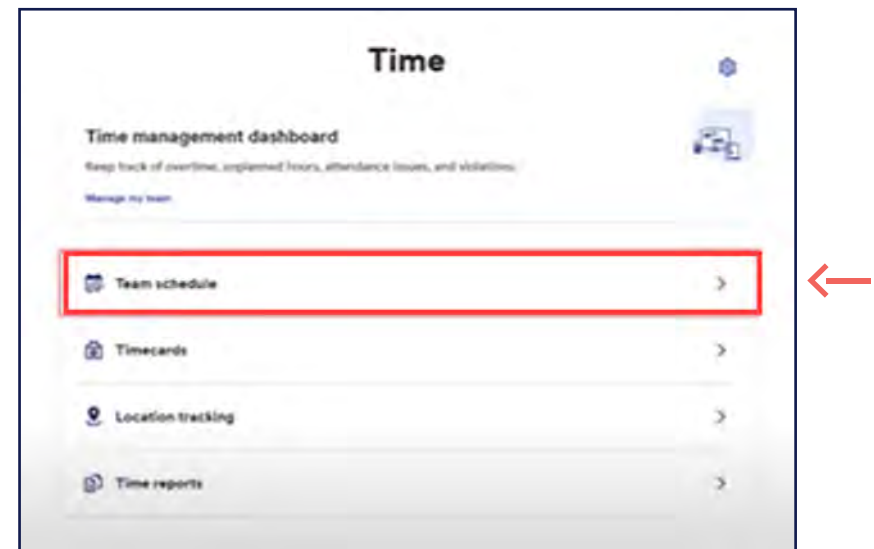 Time
Time management dashboard
Keep track of overtime, unplanned hours, attendance issues, and violations.
Manage my team
Team schedule
Timecards
Location tracking
Time reports